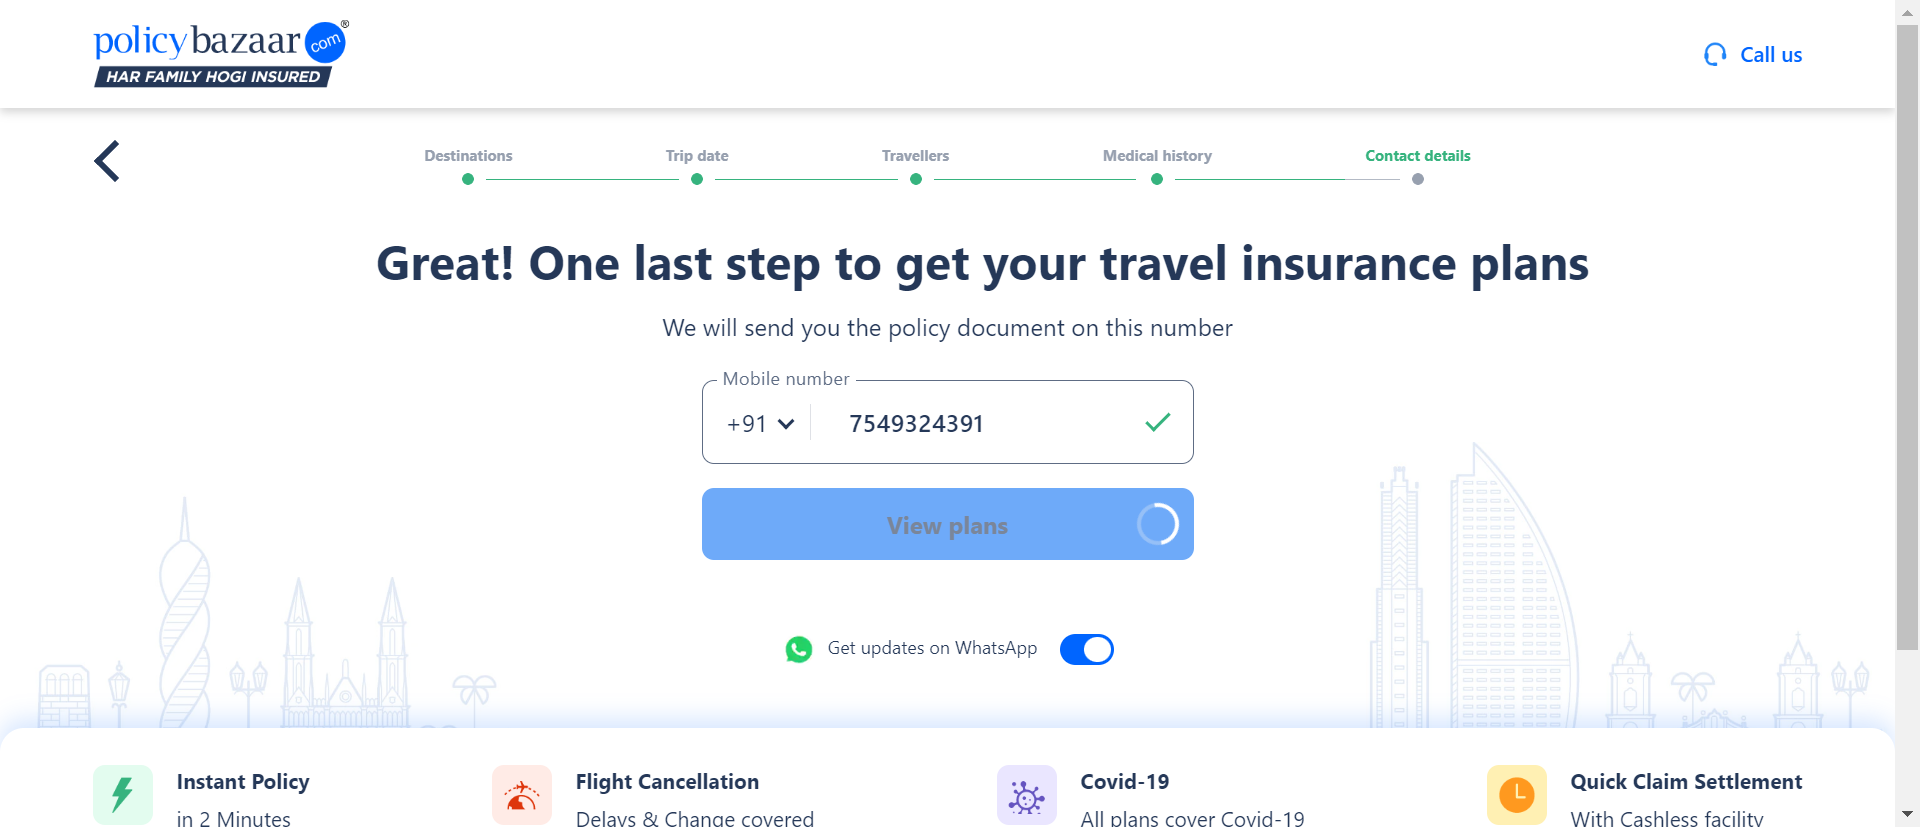 policybazaar com ®
HAR FAMILY HOGI INSURED
Call us
Destinations
Trip date
Travellers
Medical history
Contact details
Great! One last step to get your travel insurance plans
We will send you the policy document on this number
Mobile number
+91
7549324391
View plans
Get updates on WhatsApp
Instant Policy
in 2 Minutes
Flight Cancellation
Delays & Change covered
Covid-19
All plans cover Covid-19
Quick Claim Settlement
With Cashless facility